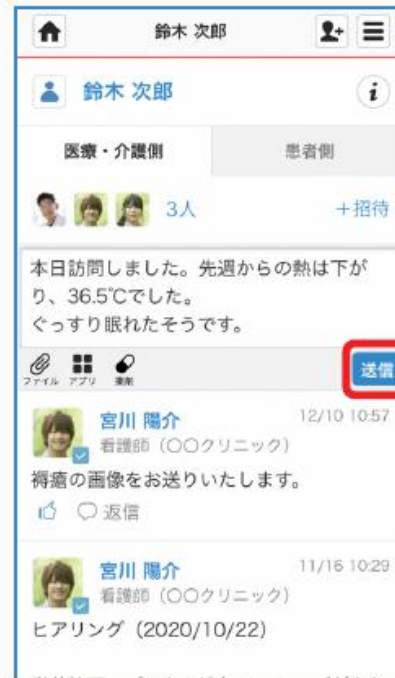 鈴木 次郎
鈴木 次郎
医療・介護側
患者側
3人
+招待
本日訪問しました。先週からの熱は下が
り、36.5℃でした。
ぐっすり眠れたそうです。
ファイル アプリ 薬剤
送信
宮川 陽介
12/10 10:57
看護師（〇〇クリニック）
褥瘡の画像をお送りいたします。
返信
宮川 陽介
11/16 10:29
看護師（〇〇クリニック）
ヒアリング（2020/10/22）